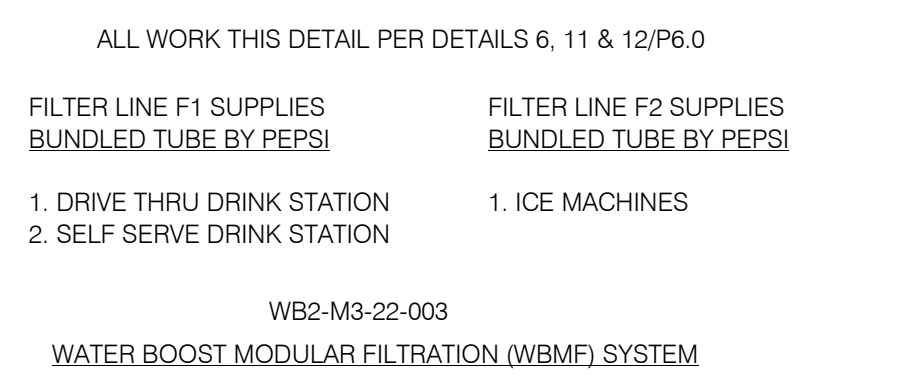 ALL WORK THIS DETAIL PER DETAILS 6, 11 & 12/P6.0
FILTER LINE F1 SUPPLIES
BUNDLED TUBE BY PEPSI
1. DRIVE THRU DRINK STATION
2. SELF SERVE DRINK STATION
FILTER LINE F2 SUPPLIES
BUNDLED TUBE BY PEPSI
1. ICE MACHINES
WB2-M3-22-003
WATER BOOST MODULAR FILTRATION (WBMF) SYSTEM